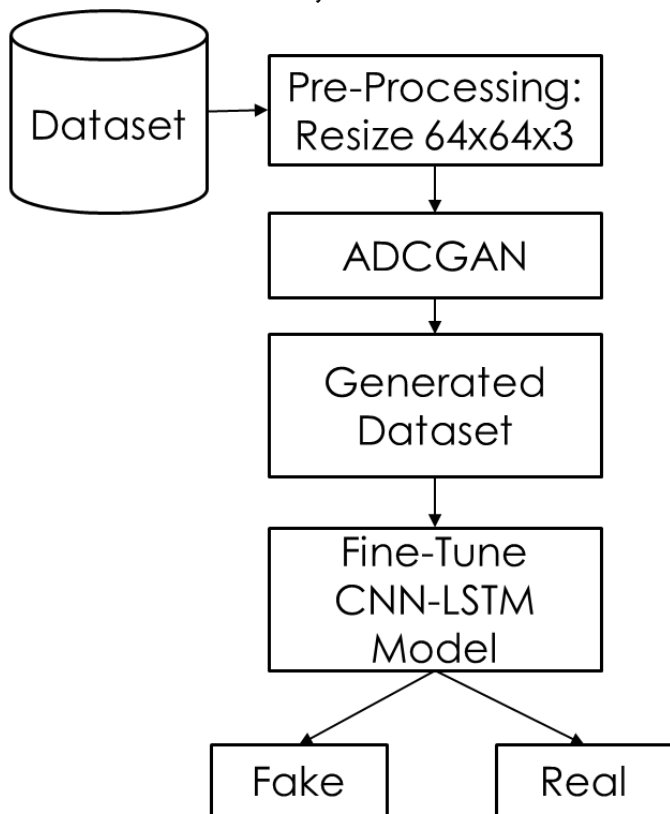 Dataset
Pre-Processing:
Resize 64x64x3
ADCGAN
Generated
Dataset
Fine-Tune
CNN-LSTM
Model
Fake
Real